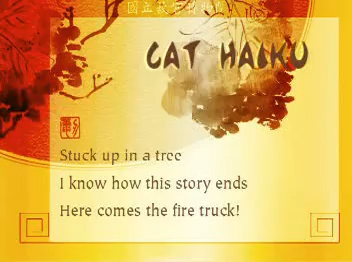 CAT HAIKU
Stuck up in a tree
I know how this story ends
Here comes the fire truck!